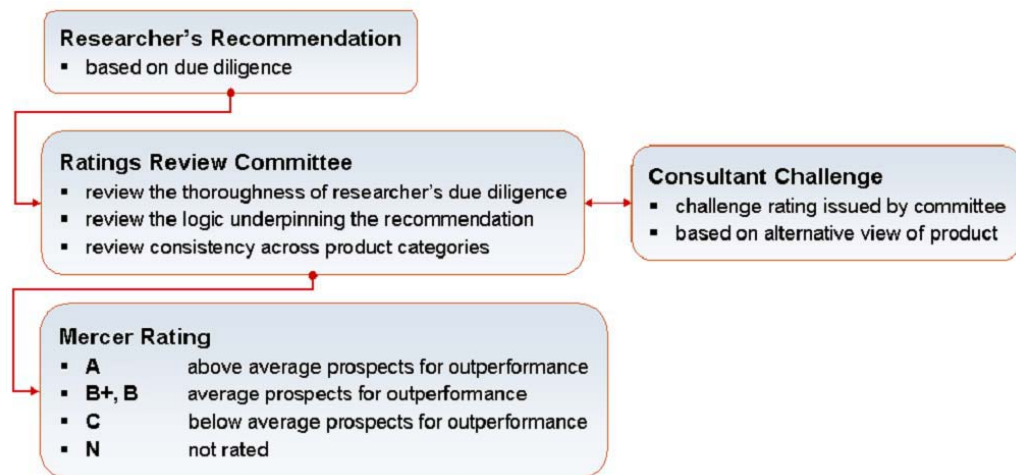 Researcher's Recommendation
▪ based on due diligence
Ratings Review Committee
▪ review the thoroughness of researcher's due diligence
▪ review the logic underpinning the recommendation
▪ review consistency across product categories
Consultant Challenge
▪ challenge rating issued by committee
▪ based on alternative view of product
Mercer Rating
▪ A above average prospects for outperformance
▪ B+, B average prospects for outperformance
▪ C below average prospects for outperformance
▪ N not rated